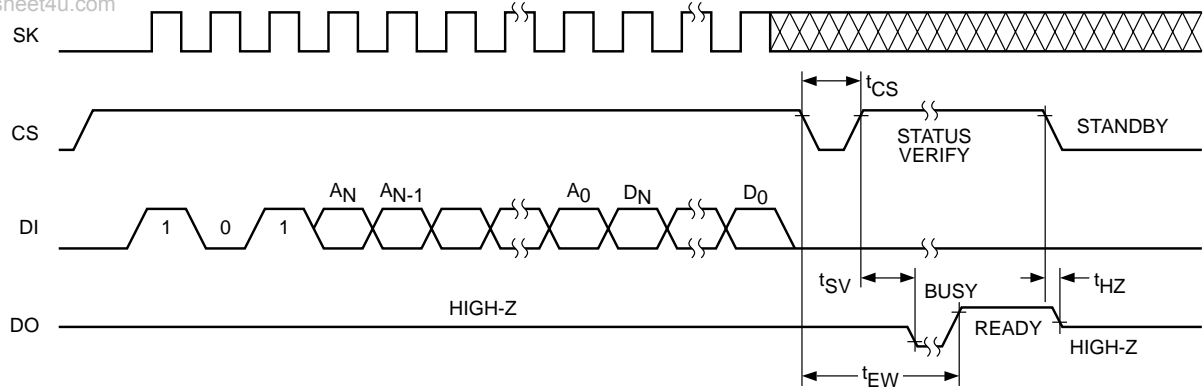 sheet4u.com
SK
tCS
CS
STATUS
VERIFY
STANDBY
AN AN-1 A0 DN D0
DI 1 0 1
tSV BUSY tHZ
HIGH-Z
DO READY HIGH-Z
tEW